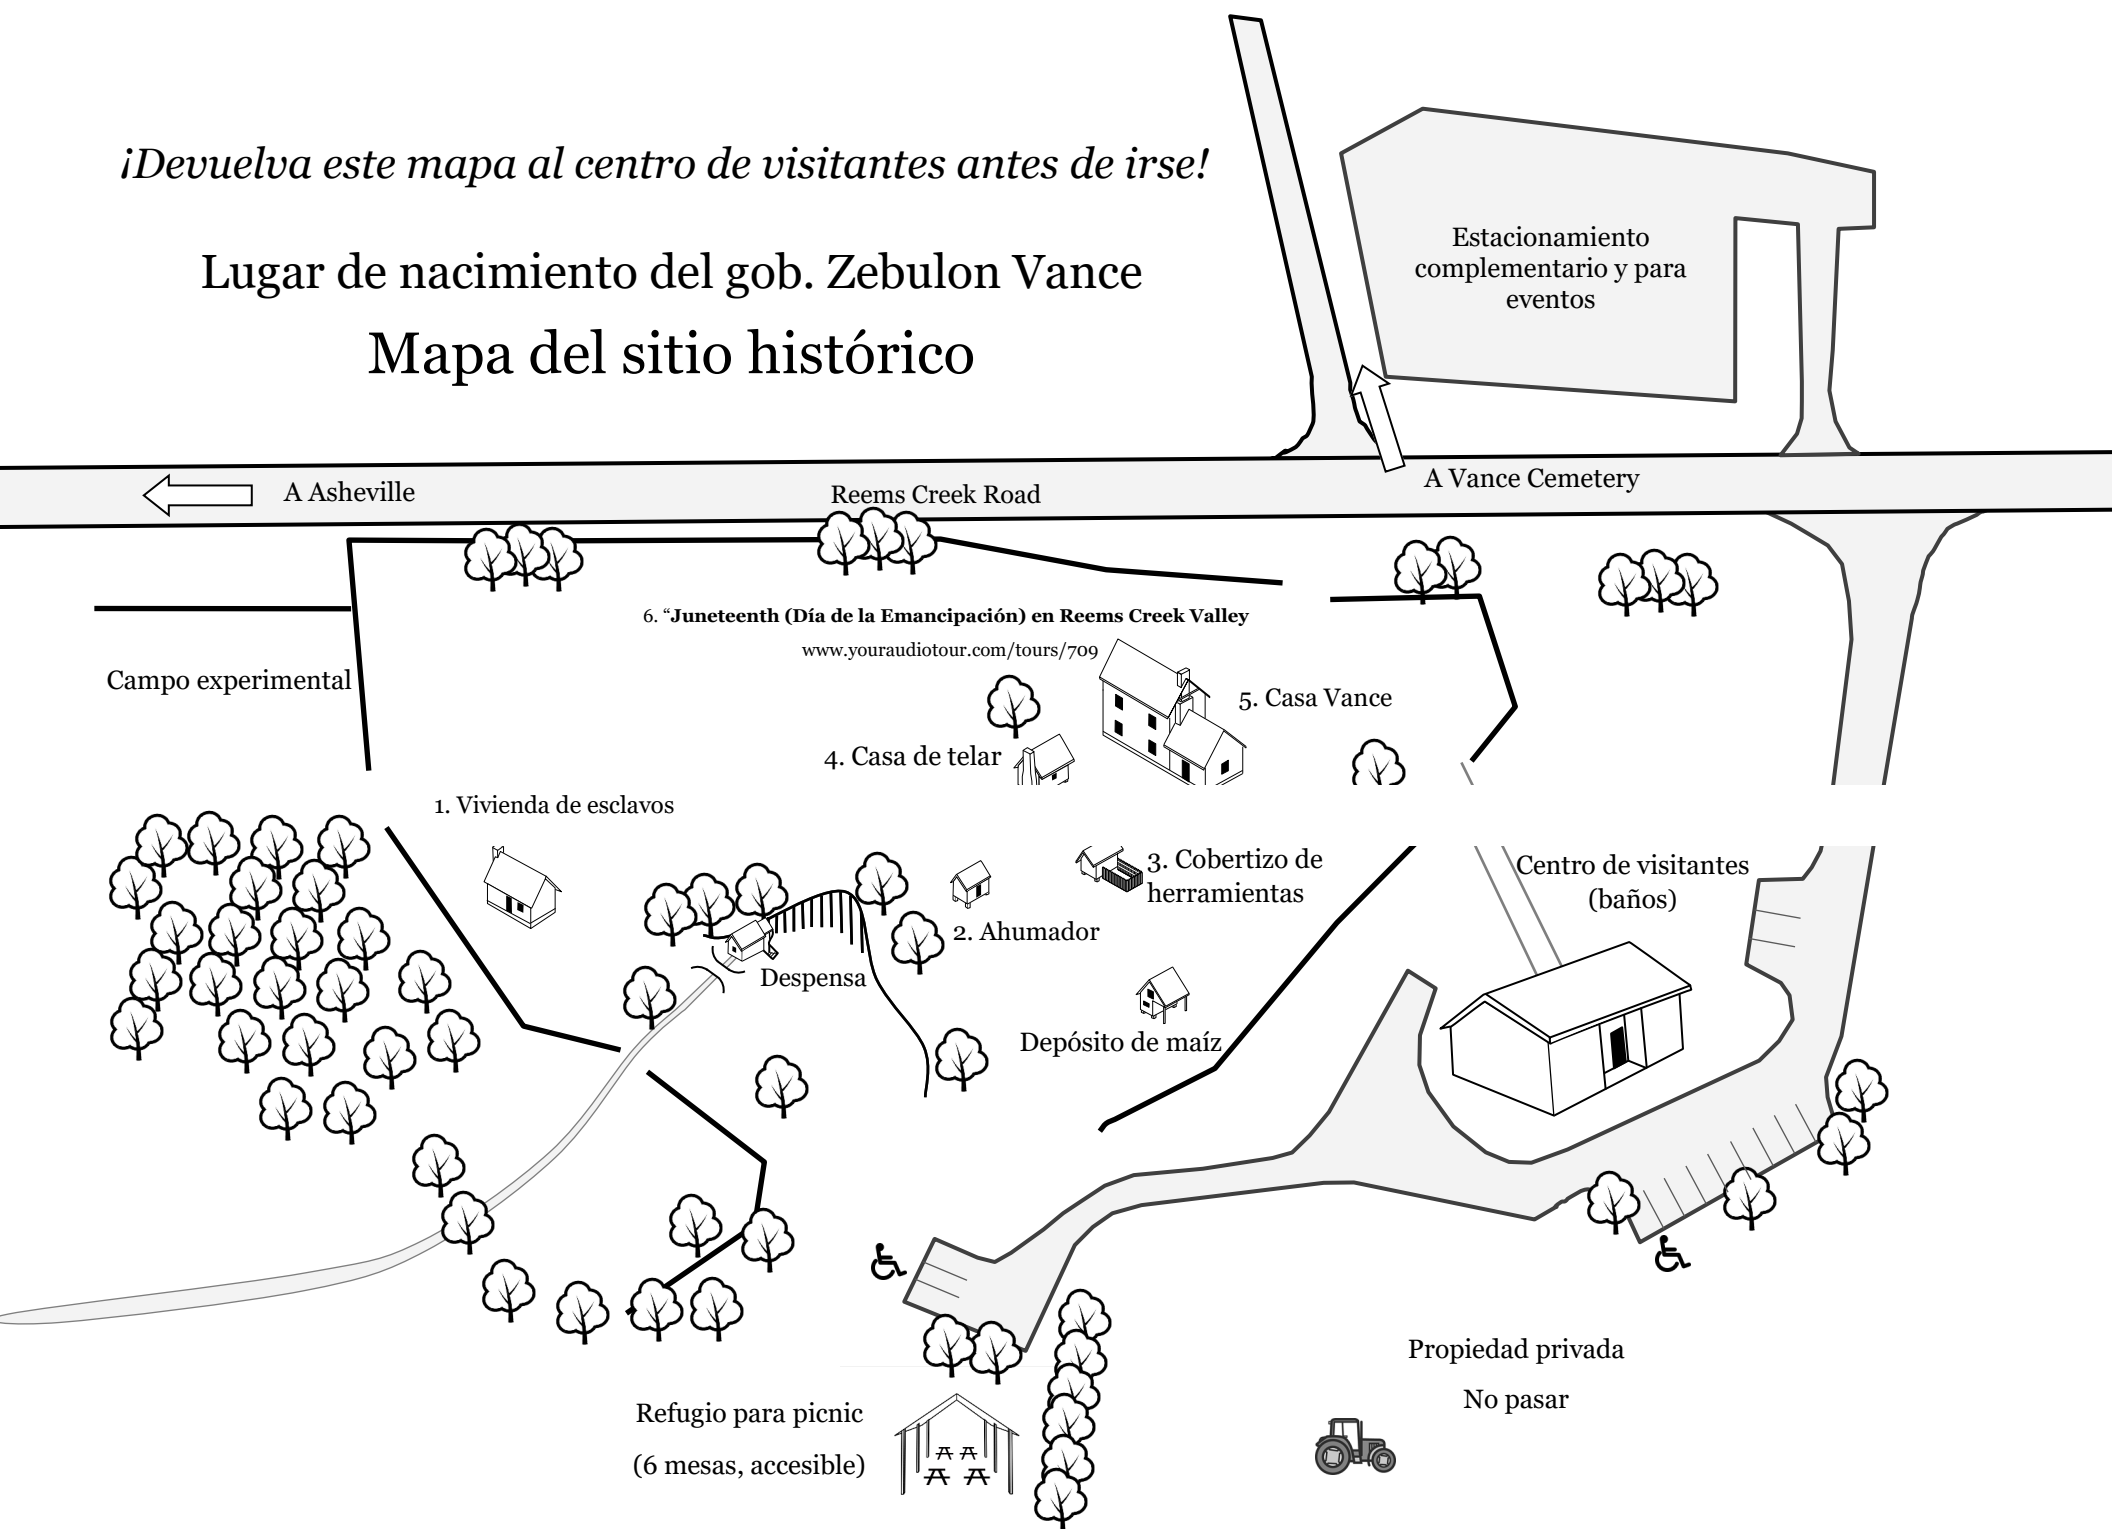 ¡Devuelva este mapa al centro de visitantes antes de irse!
Lugar de nacimiento del gob. Zebulon Vance
Mapa del sitio histórico
Estacionamiento
complementario y para
eventos
A Asheville
Reems Creek Road
A Vance Cemetery
6. “Juneteenth (Día de la Emancipación) en Reems Creek Valley
www.youraudiotour.com/tours/709
Campo experimental
5. Casa Vance
4. Casa de telar
1. Vivienda de esclavos
3. Cobertizo de
herramientas
Centro de visitantes
(baños)
2. Ahumador
Despensa
Depósito de maíz
Propiedad privada
No pasar
Refugio para picnic
(6 mesas, accesible)